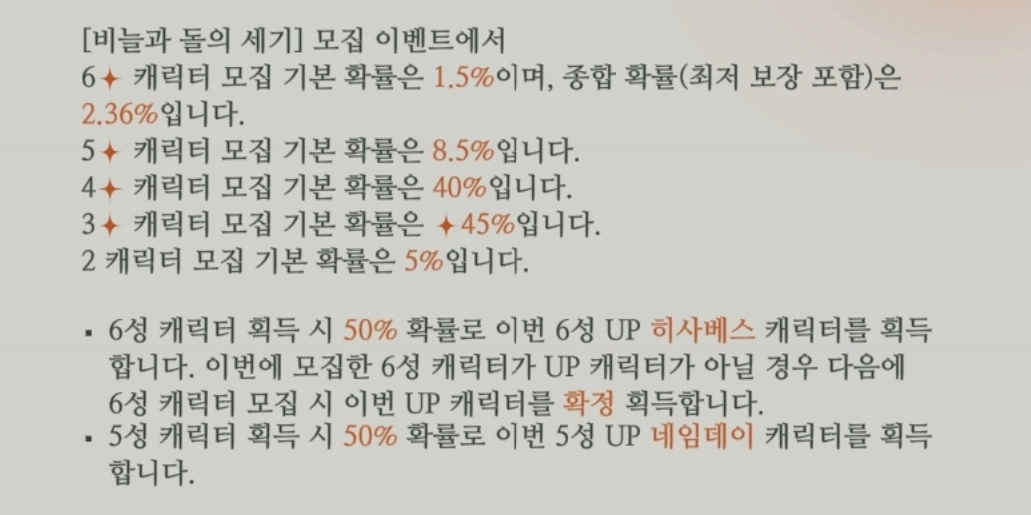 [비늘과 돌의 세기] 모집 이벤트에서
6✦ 캐릭터 모집 기본 확률은 1.5%이며, 종합 확률(최저 보장 포함)은
2.36%입니다.
5✦ 캐릭터 모집 기본 확률은 8.5%입니다.
4✦ 캐릭터 모집 기본 확률은 40%입니다.
3✦ 캐릭터 모집 기본 확률은 ✦45%입니다.
2 캐릭터 모집 기본 확률은 5%입니다.
▪ 6성 캐릭터 획득 시 50% 확률로 이번 6성 UP 히사베스 캐릭터를 획득
합니다. 이번에 모집한 6성 캐릭터가 UP 캐릭터가 아닐 경우 다음에
6성 캐릭터 모집 시 이번 UP 캐릭터를 확정 획득합니다.
▪ 5성 캐릭터 획득 시 50% 확률로 이번 5성 UP 네임데이 캐릭터를 획득
합니다.